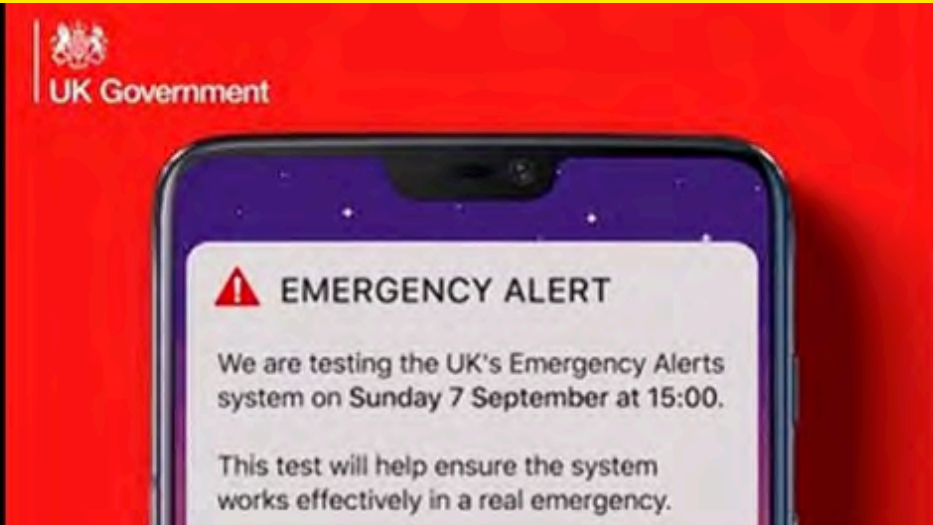 UK Government
EMERGENCY ALERT
We are testing the UK's Emergency Alerts
system on Sunday 7 September at 15:00.
This test will help ensure the system
works effectively in a real emergency.